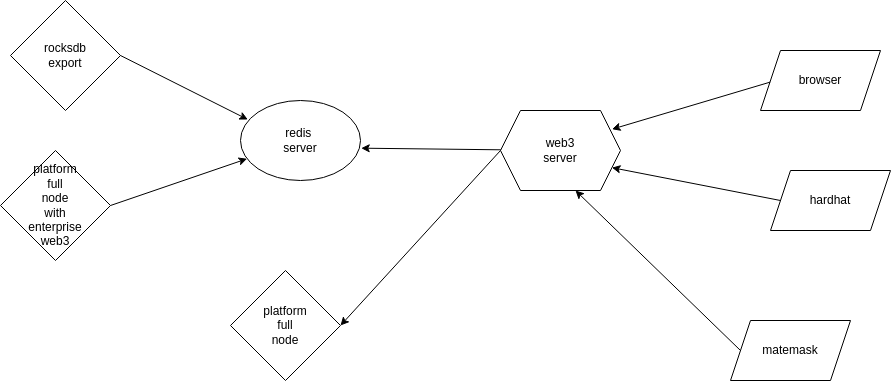 rocksdb
export
platform
full
node
with
enterprise
web3
redis
server
platform
full
node
web3
server
browser
hardhat
matemask